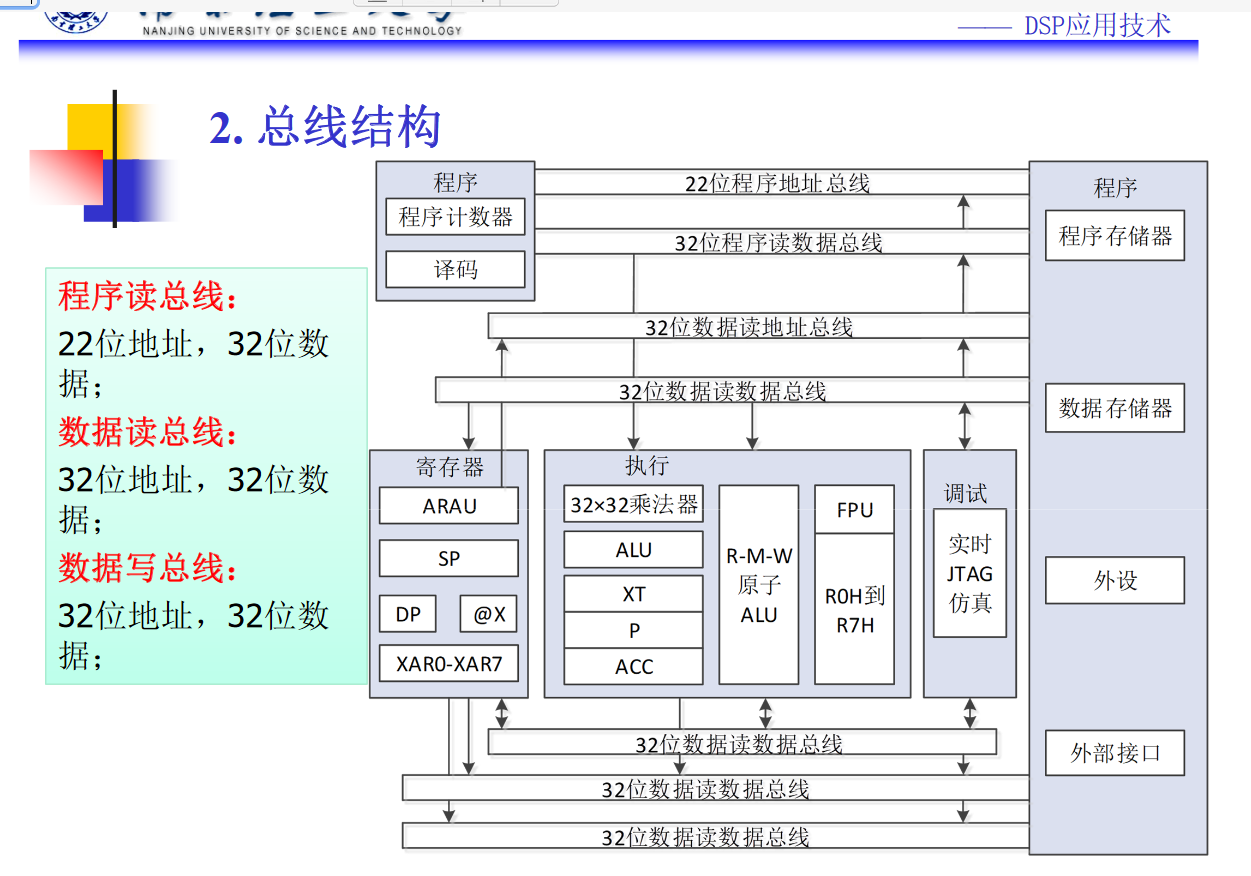 NANJING UNIVERSITY OF SCIENCE AND TECHNOLOGY
—— DSP应用技术
2. 总线结构
程序读总线：
22位地址，32位数
据；
数据读总线：
32位地址，32位数
据；
数据写总线：
32位地址，32位数
据；
程序
程序计数器
译码
22位程序地址总线
32位程序读数据总线
32位数据读地址总线
32位数据读数据总线
寄存器
ARAU
SP
DP
@X
XAR0-XAR7
执行
32×32乘法器
ALU
XT
P
ACC
R-M-W
原子
ALU
FPU
R0H到
R7H
调试
实时
JTAG
仿真
32位数据读数据总线
32位数据读数据总线
32位数据读数据总线
程序
程序存储器
数据存储器
外设
外部接口